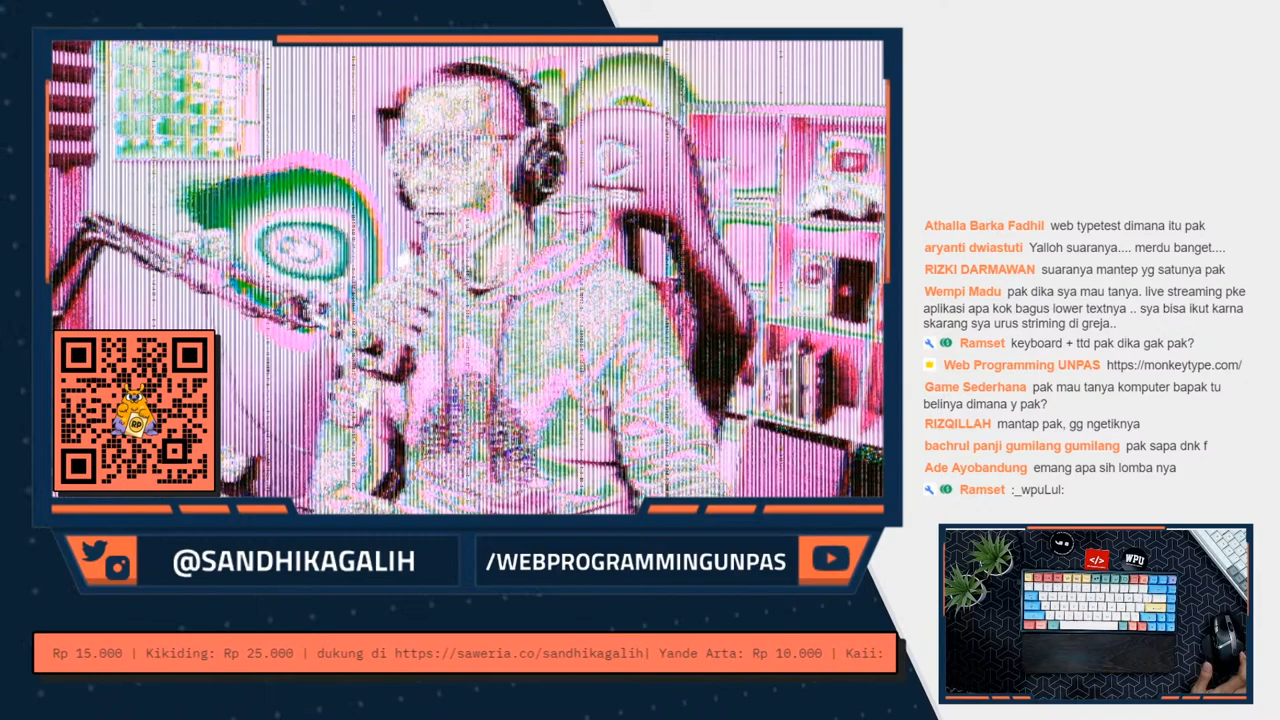 Athalla Barka Fadhil web typetest dimana itu pak
aryanti dwiastuti Yalloh suaranya.... merdu banget....
RIZKI DARMAWAN suaranya mantep yg satunya pak
Wempi Madu pak dika sya mau tanya. live streaming pke
aplikasi apa kok bagus lower textnya .. sya bisa ikut karna
skarang sya urus striming di greja..
Ramset keyboard + ttd pak dika gak pak?
Web Programming UNPAS https://monkeytype.com/
Game Sederhana pak mau tanya komputer bapak tu
belinya dimana y pak?
RIZQILLAH mantap pak, gg ngetiknya
bachrul panji gumilang gumilang pak sapa dnk f
Ade Ayobandung emang apa sih lomba nya
Ramset :_wpuLul:
RP
@SANDHIKAGALIH
/WEBPROGRAMMINGUNPAS
</>
WPU
Rp 15.000 | Kikiding: Rp 25.000 | dukung di https://saweria.co/sandhikagalih| Yande Arta: Rp 10.000 | Kaii: